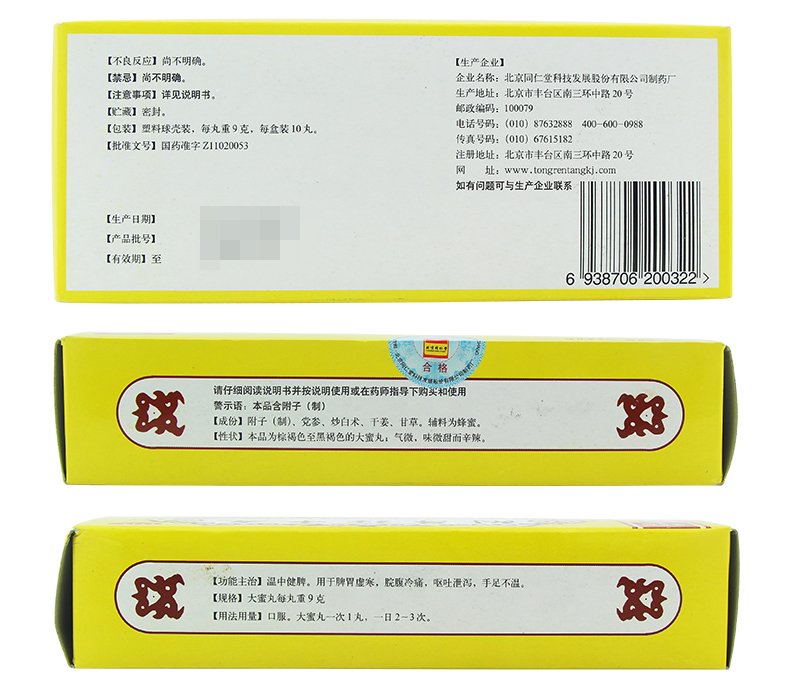 【不良反应】尚不明确。
【禁忌】尚不明确。
【注意事项】详见说明书。
【贮藏】密封。
【包装】塑料球壳装，每丸重9克，每盒装10丸。
【批准文号】国药准字Z11020053
【生产日期】
【产品批号】
【有效期】至
【生产企业】
企业名称：北京同仁堂科技发展股份有限公司制药厂
生产地址：北京市丰台区南三环中路20号
邮政编码：100079
电话号码：(010) 87632888 400-600-0988
传真号码：(010) 67615182
注册地址：北京市丰台区南三环中路20号
网 址：www.tongrentangkj.com
如有问题可与生产企业联系
6 938706 200322
合格
请仔细阅读说明书并按说明使用或在药师指导下购买和使用
警示语：本品含附子（制）
【成份】附子（制）、党参、炒白术、干姜、甘草。辅料为蜂蜜。
【性状】本品为棕褐色至黑褐色的大蜜丸；气微，味微甜而辛辣。
【功能主治】温中健脾。用于脾胃虚寒，脘腹冷痛，呕吐泄泻，手足不温。
【规格】大蜜丸每丸重9克
【用法用量】口服。大蜜丸一次1丸，一日2~3次。